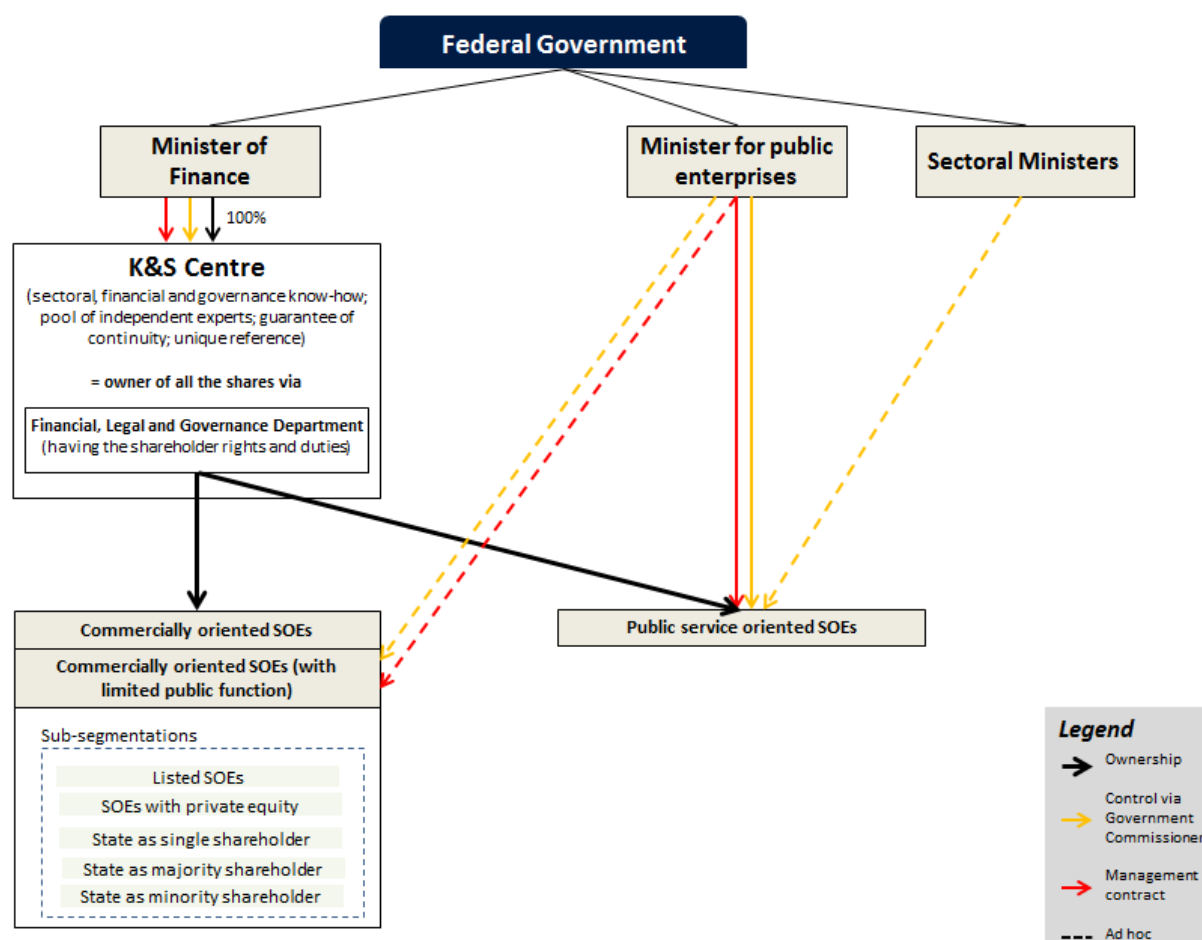 Federal Government
Minister of
Finance
Minister for public
enterprises
Sectoral Ministers
100%
K&S Centre
(sectoral, financial and governance know-how;
pool of independent experts; guarantee of
continuity; unique reference)
= owner of all the shares via
Financial, Legal and Governance Department
(having the shareholder rights and duties)
Commercially oriented SOEs
Public service oriented SOEs
Commercially oriented SOEs (with
limited public function)
Sub-segmentations
Listed SOEs
SOEs with private equity
State as single shareholder
State as majority shareholder
State as minority shareholder
Legend
Ownership
Control via
Government
Commissioner
Management
contract
Ad hoc